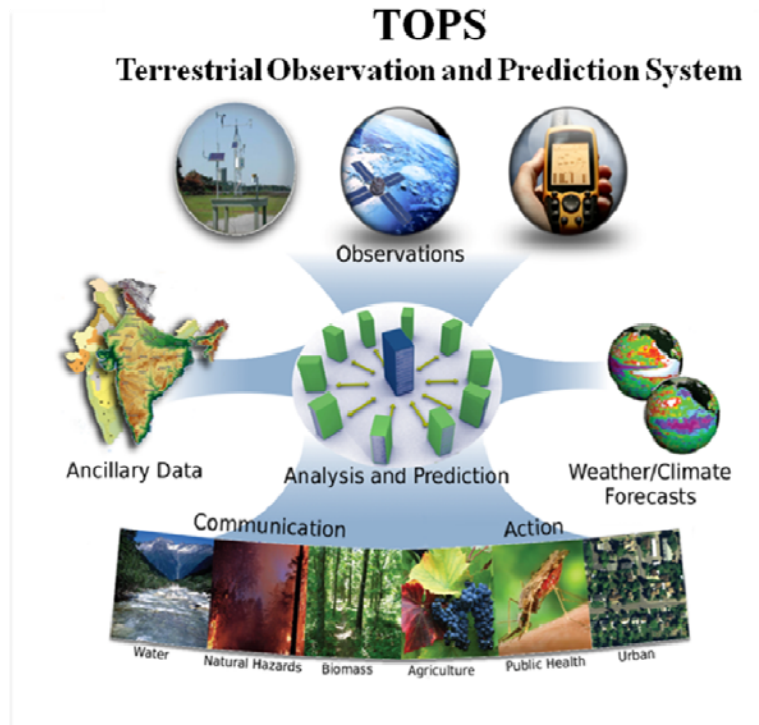 TOPS
Terrestrial Observation and Prediction System
Observations
Ancillary Data
Analysis and Prediction
Weather/Climate
Forecasts
Communication
Action
Water
Natural Hazards
Biomass
Agriculture
Public Health
Urban